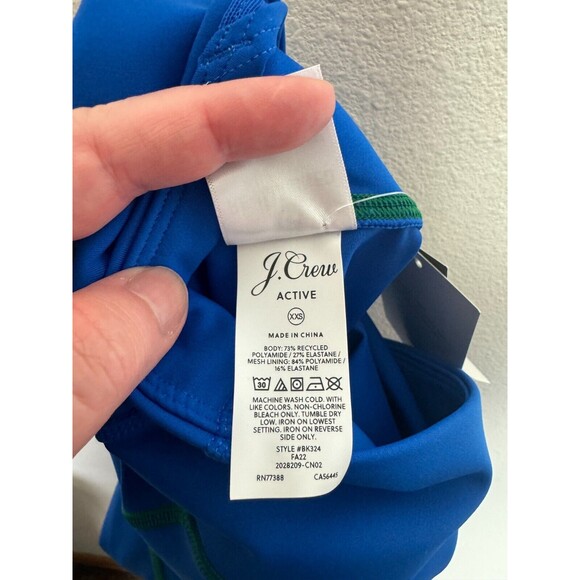 J.Crew
ACTIVE
XXS
MADE IN CHINA
BODY: 73% RECYCLED
POLYAMIDE / 27% ELASTANE /
MESH LINING: 84% POLYAMIDE /
16% ELASTANE
30
MACHINE WASH COLD. WITH
LIKE COLORS. NON-CHLORINE
BLEACH ONLY. TUMBLE DRY
LOW. IRON ON LOWEST
SETTING. IRON ON REVERSE
SIDE ONLY.
STYLE #BK324
FA22
2028209-CN02
RN77388 CA56445